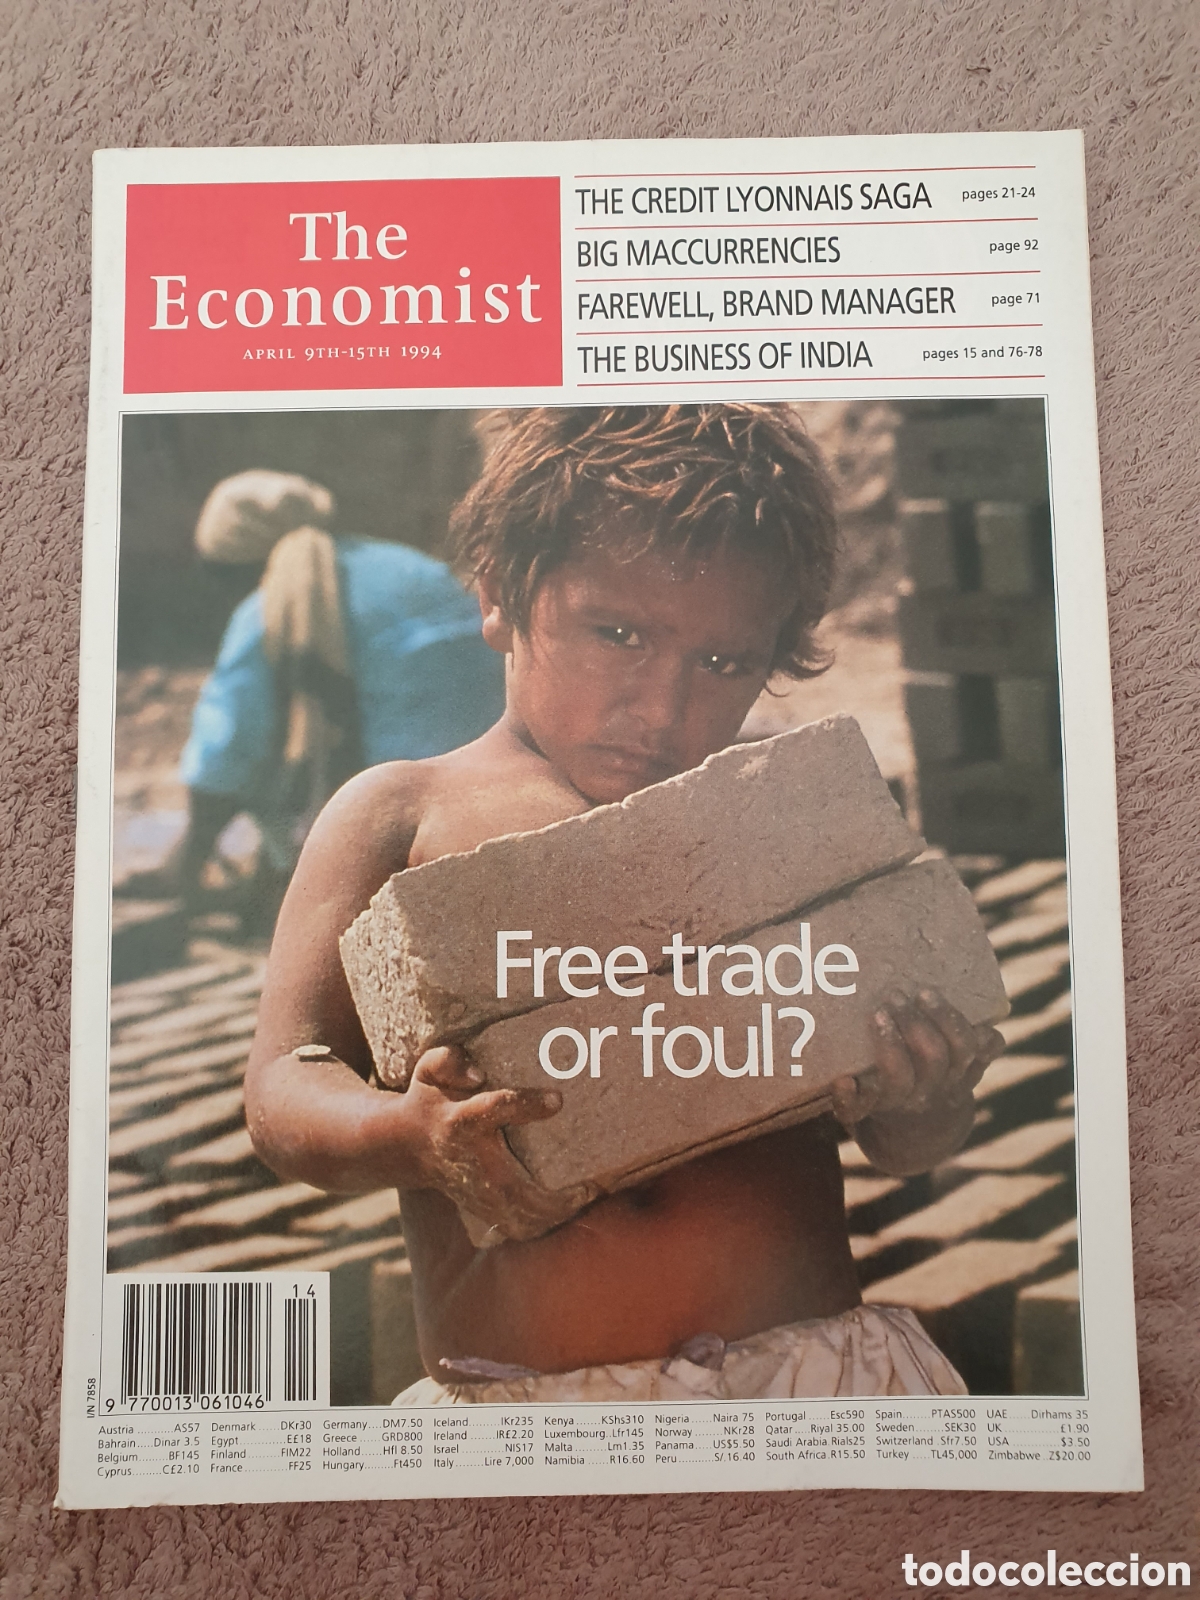 The
Economist
APRIL 9TH-15TH 1994
THE CREDIT LYONNAIS SAGA pages 21-24
BIG MACCURRENCIES page 92
FAREWELL, BRAND MANAGER page 71
THE BUSINESS OF INDIA pages 15 and 76-78
Free trade
or foul?
14
9 770013 061046
I/N 7858
Austria ........ AS57 Denmark ..... DKr30 Germany.... DM7.50 Iceland......... IKr235 Kenya ......... KShs310 Nigeria ...... Naira 75 Portugal ...... Esc590 Spain........ PTAS500 UAE ..... Dirhams 35
Bahrain..... Dinar 3.5 Egypt............. E£18 Greece ..... GRD800 Ireland ...... IR£2.20 Luxembourg. Lfr145 Norway ......... NKr28 Qatar .... Riyal 35.00 Sweden......... SEK30 UK ............... £1.90
Belgium......... BF145 Finland ......... FIM22 Holland..... Hfl 8.50 Israel ............ NIS17 Malta ......... Lm1.35 Panama... US$5.50 Saudi Arabia. Rials25 Switzerland Sfr7.50 USA .............. $3.50
Cyprus.......... C£2.10 France............. FF25 Hungary....... Ft450 Italy ....... Lire 7,000 Namibia ....... R16.60 Peru .......... S/.16.40 South Africa. R15.50 Turkey ..... TL45,000 Zimbabwe .. Z$20.00
todocoleccion